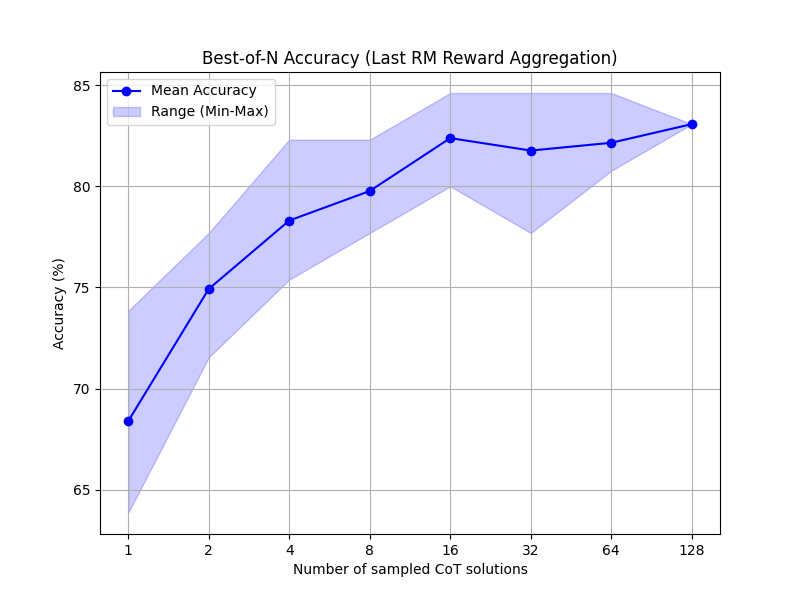 Best-of-N Accuracy (Last RM Reward Aggregation)
Mean Accuracy
Range (Min-Max)
Accuracy (%)
85
80
75
70
65
1 2 4 8 16 32 64 128
Number of sampled CoT solutions